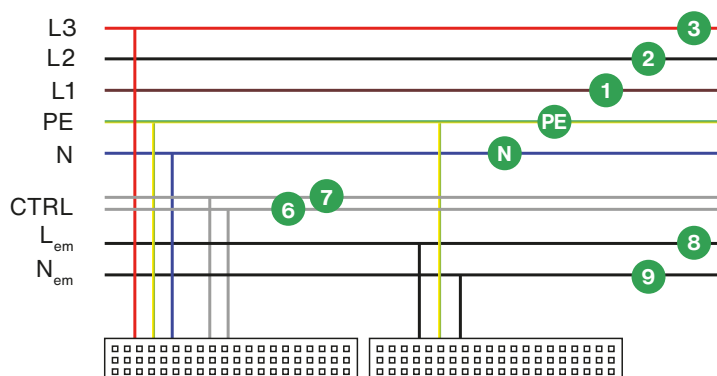 L3 3
L2 2
L1 1
PE PE
N N
7
CTRL 6
Lem 8
Nem 9